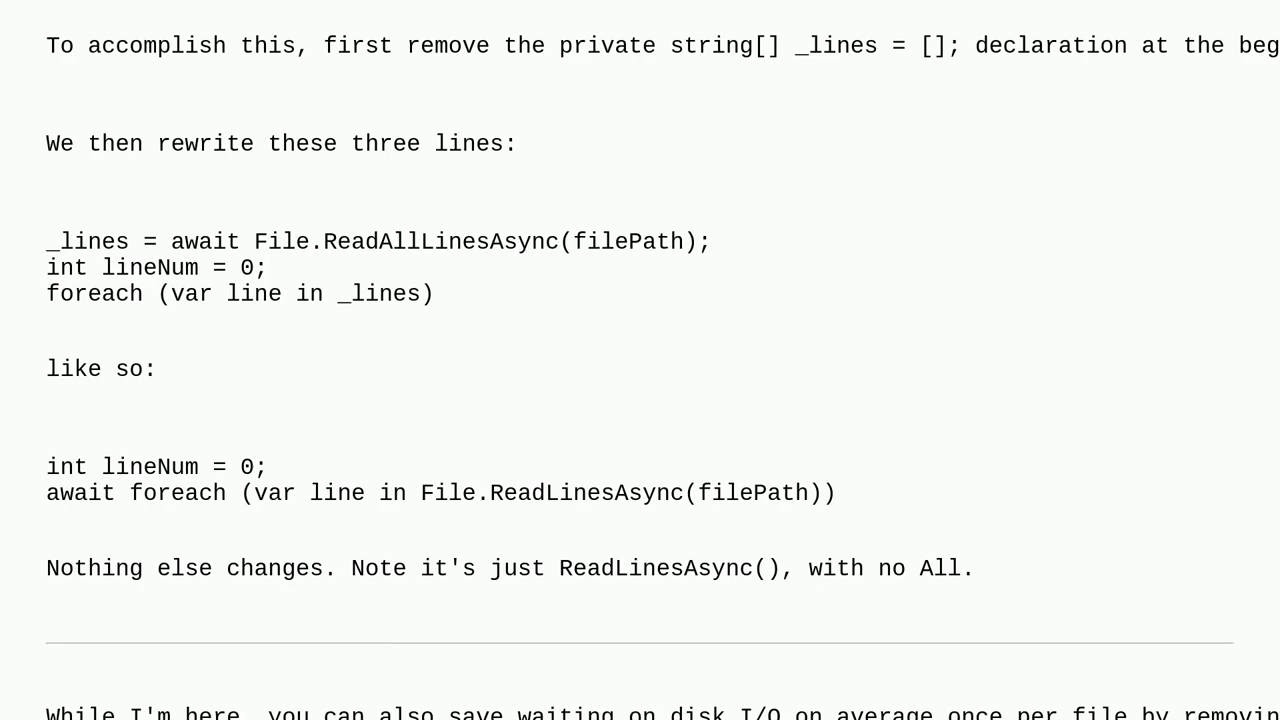 To accomplish this, first remove the private string[] _lines = []; declaration at the beg
We then rewrite these three lines:
_lines = await File.ReadAllLinesAsync(filePath);
int lineNum = 0;
foreach (var line in _lines)
like so:
int lineNum = 0;
await foreach (var line in File.ReadLinesAsync(filePath))
Nothing else changes. Note it's just ReadLinesAsync(), with no All.
While I'm here, you can also save waiting on disk I/O on average once per file by removin